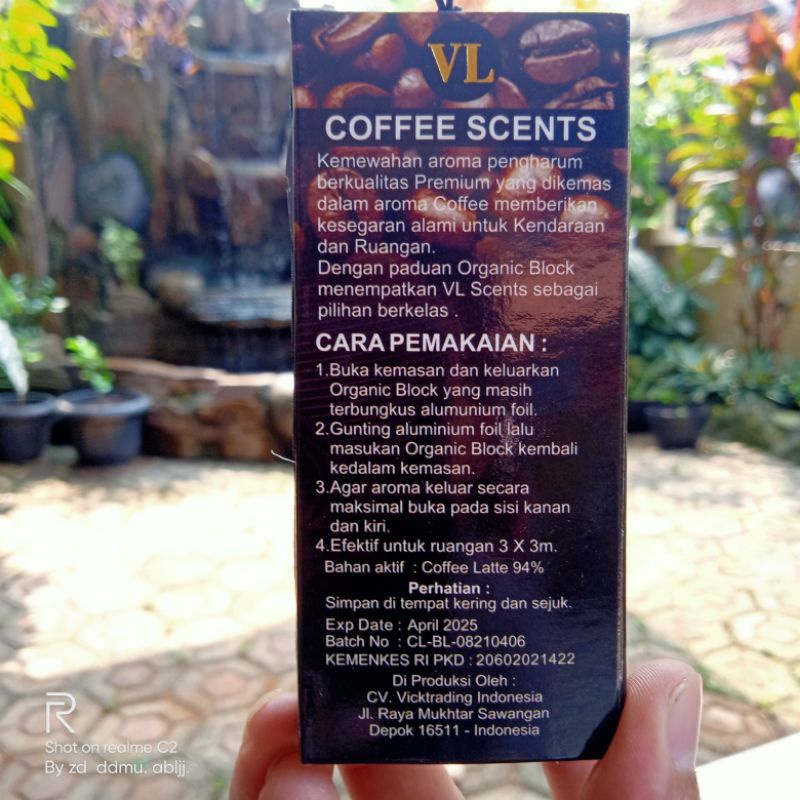 VL
COFFEE SCENTS
Kemewahan aroma pengharum
berkualitas Premium yang dikemas
dalam aroma Coffee memberikan
kesegaran alami untuk Kendaraan
dan Ruangan.
Dengan paduan Organic Block
menempatkan VL Scents sebagai
pilihan berkelas .
CARA PEMAKAIAN :
1.Buka kemasan dan keluarkan
Organic Block yang masih
terbungkus alumunium foil.
2.Gunting aluminium foil lalu
masukan Organic Block kembali
kedalam kemasan.
3.Agar aroma keluar secara
maksimal buka pada sisi kanan
dan kiri.
4.Efektif untuk ruangan 3 X 3m.
Bahan aktif : Coffee Latte 94%
Perhatian :
Simpan di tempat kering dan sejuk.
Exp Date : April 2025
Batch No : CL-BL-08210406
KEMENKES RI PKD : 20602021422
Di Produksi Oleh :
CV. Vicktrading Indonesia
Jl. Raya Mukhtar Sawangan
Depok 16511 - Indonesia
R
Shot on realme C2
By zd ddmu. abljj.